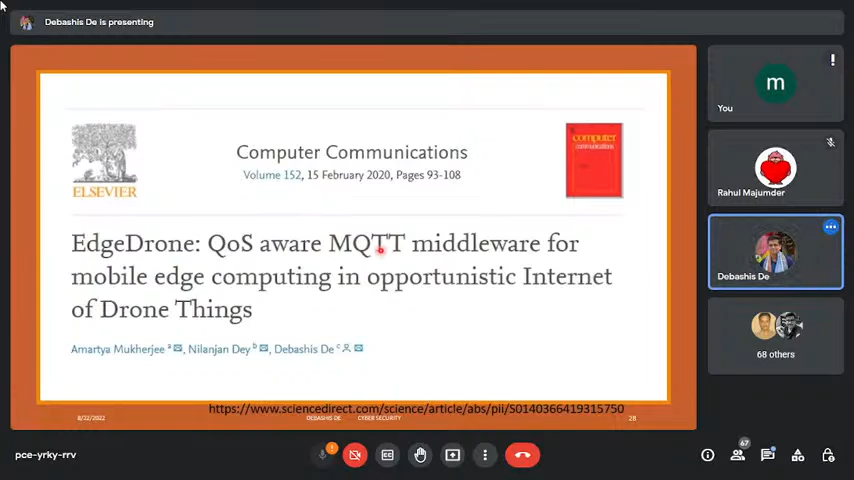 Debashis De is presenting
ELSEVIER
Computer Communications
Volume 152, 15 February 2020, Pages 93-108
computer
communications
EdgeDrone: QoS aware MQTT middleware for
mobile edge computing in opportunistic Internet
of Drone Things
Amartya Mukherjee a, Nilanjan Dey b, Debashis De c
https://www.sciencedirect.com/science/article/abs/pii/S0140366419315750
8/22/2022
DEBASHIS DE CYBER SECURITY
28
m
You
Rahul Majumder
Debashis De
68 others
pce-yrky-rrv
67